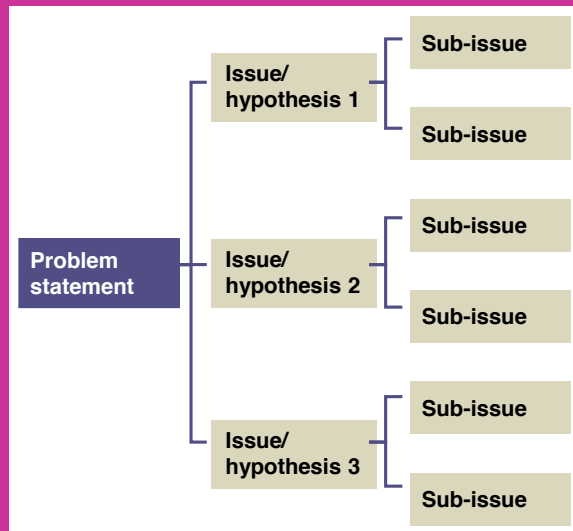 Problem
statement
Issue/
hypothesis 1
Sub-issue
Sub-issue
Issue/
hypothesis 2
Sub-issue
Sub-issue
Issue/
hypothesis 3
Sub-issue
Sub-issue